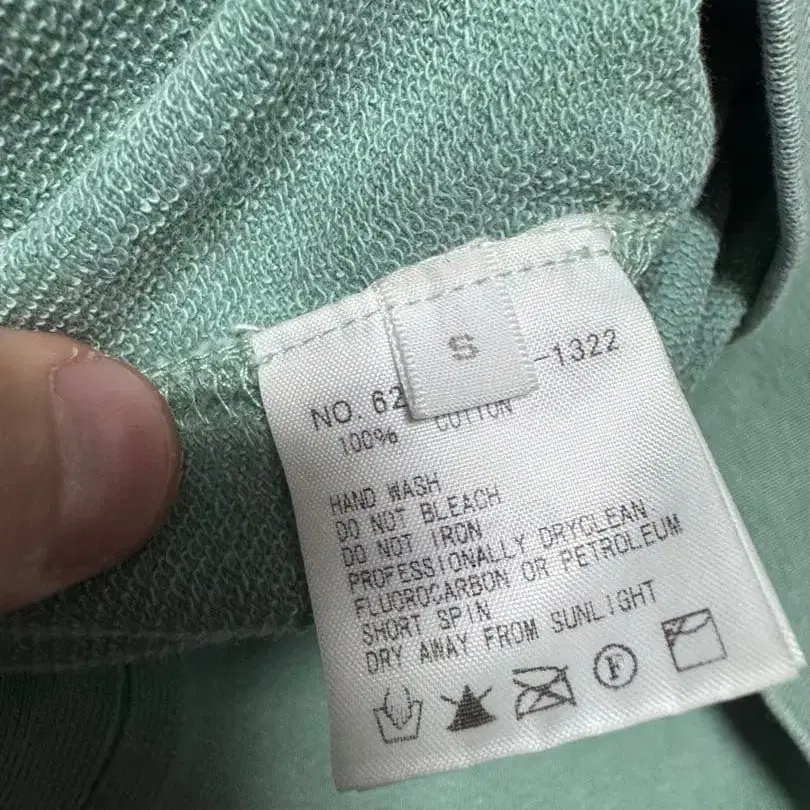 S
NO. 62 -1322
100% COTTON
HAND WASH
DO NOT BLEACH
DO NOT IRON
PROFESSIONALLY DRYCLEAN
FLUOROCARBON OR PETROLEUM
SHORT SPIN
DRY AWAY FROM SUNLIGHT
F